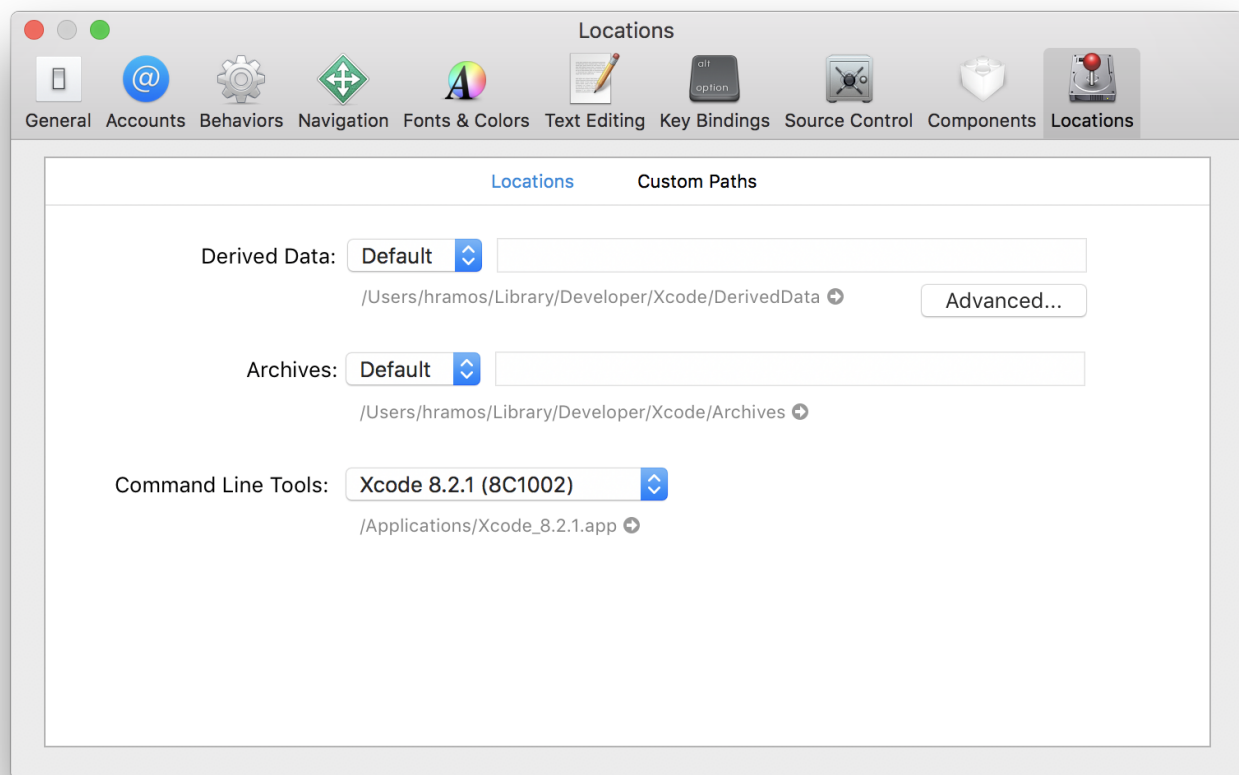 Locations
alt
option
@
A
General Accounts Behaviors Navigation Fonts & Colors Text Editing Key Bindings Source Control Components Locations
Locations Custom Paths
Derived Data: Default
/Users/hramos/Library/Developer/Xcode/DerivedData
Advanced...
Archives: Default
/Users/hramos/Library/Developer/Xcode/Archives
Command Line Tools: Xcode 8.2.1 (8C1002)
/Applications/Xcode_8.2.1.app